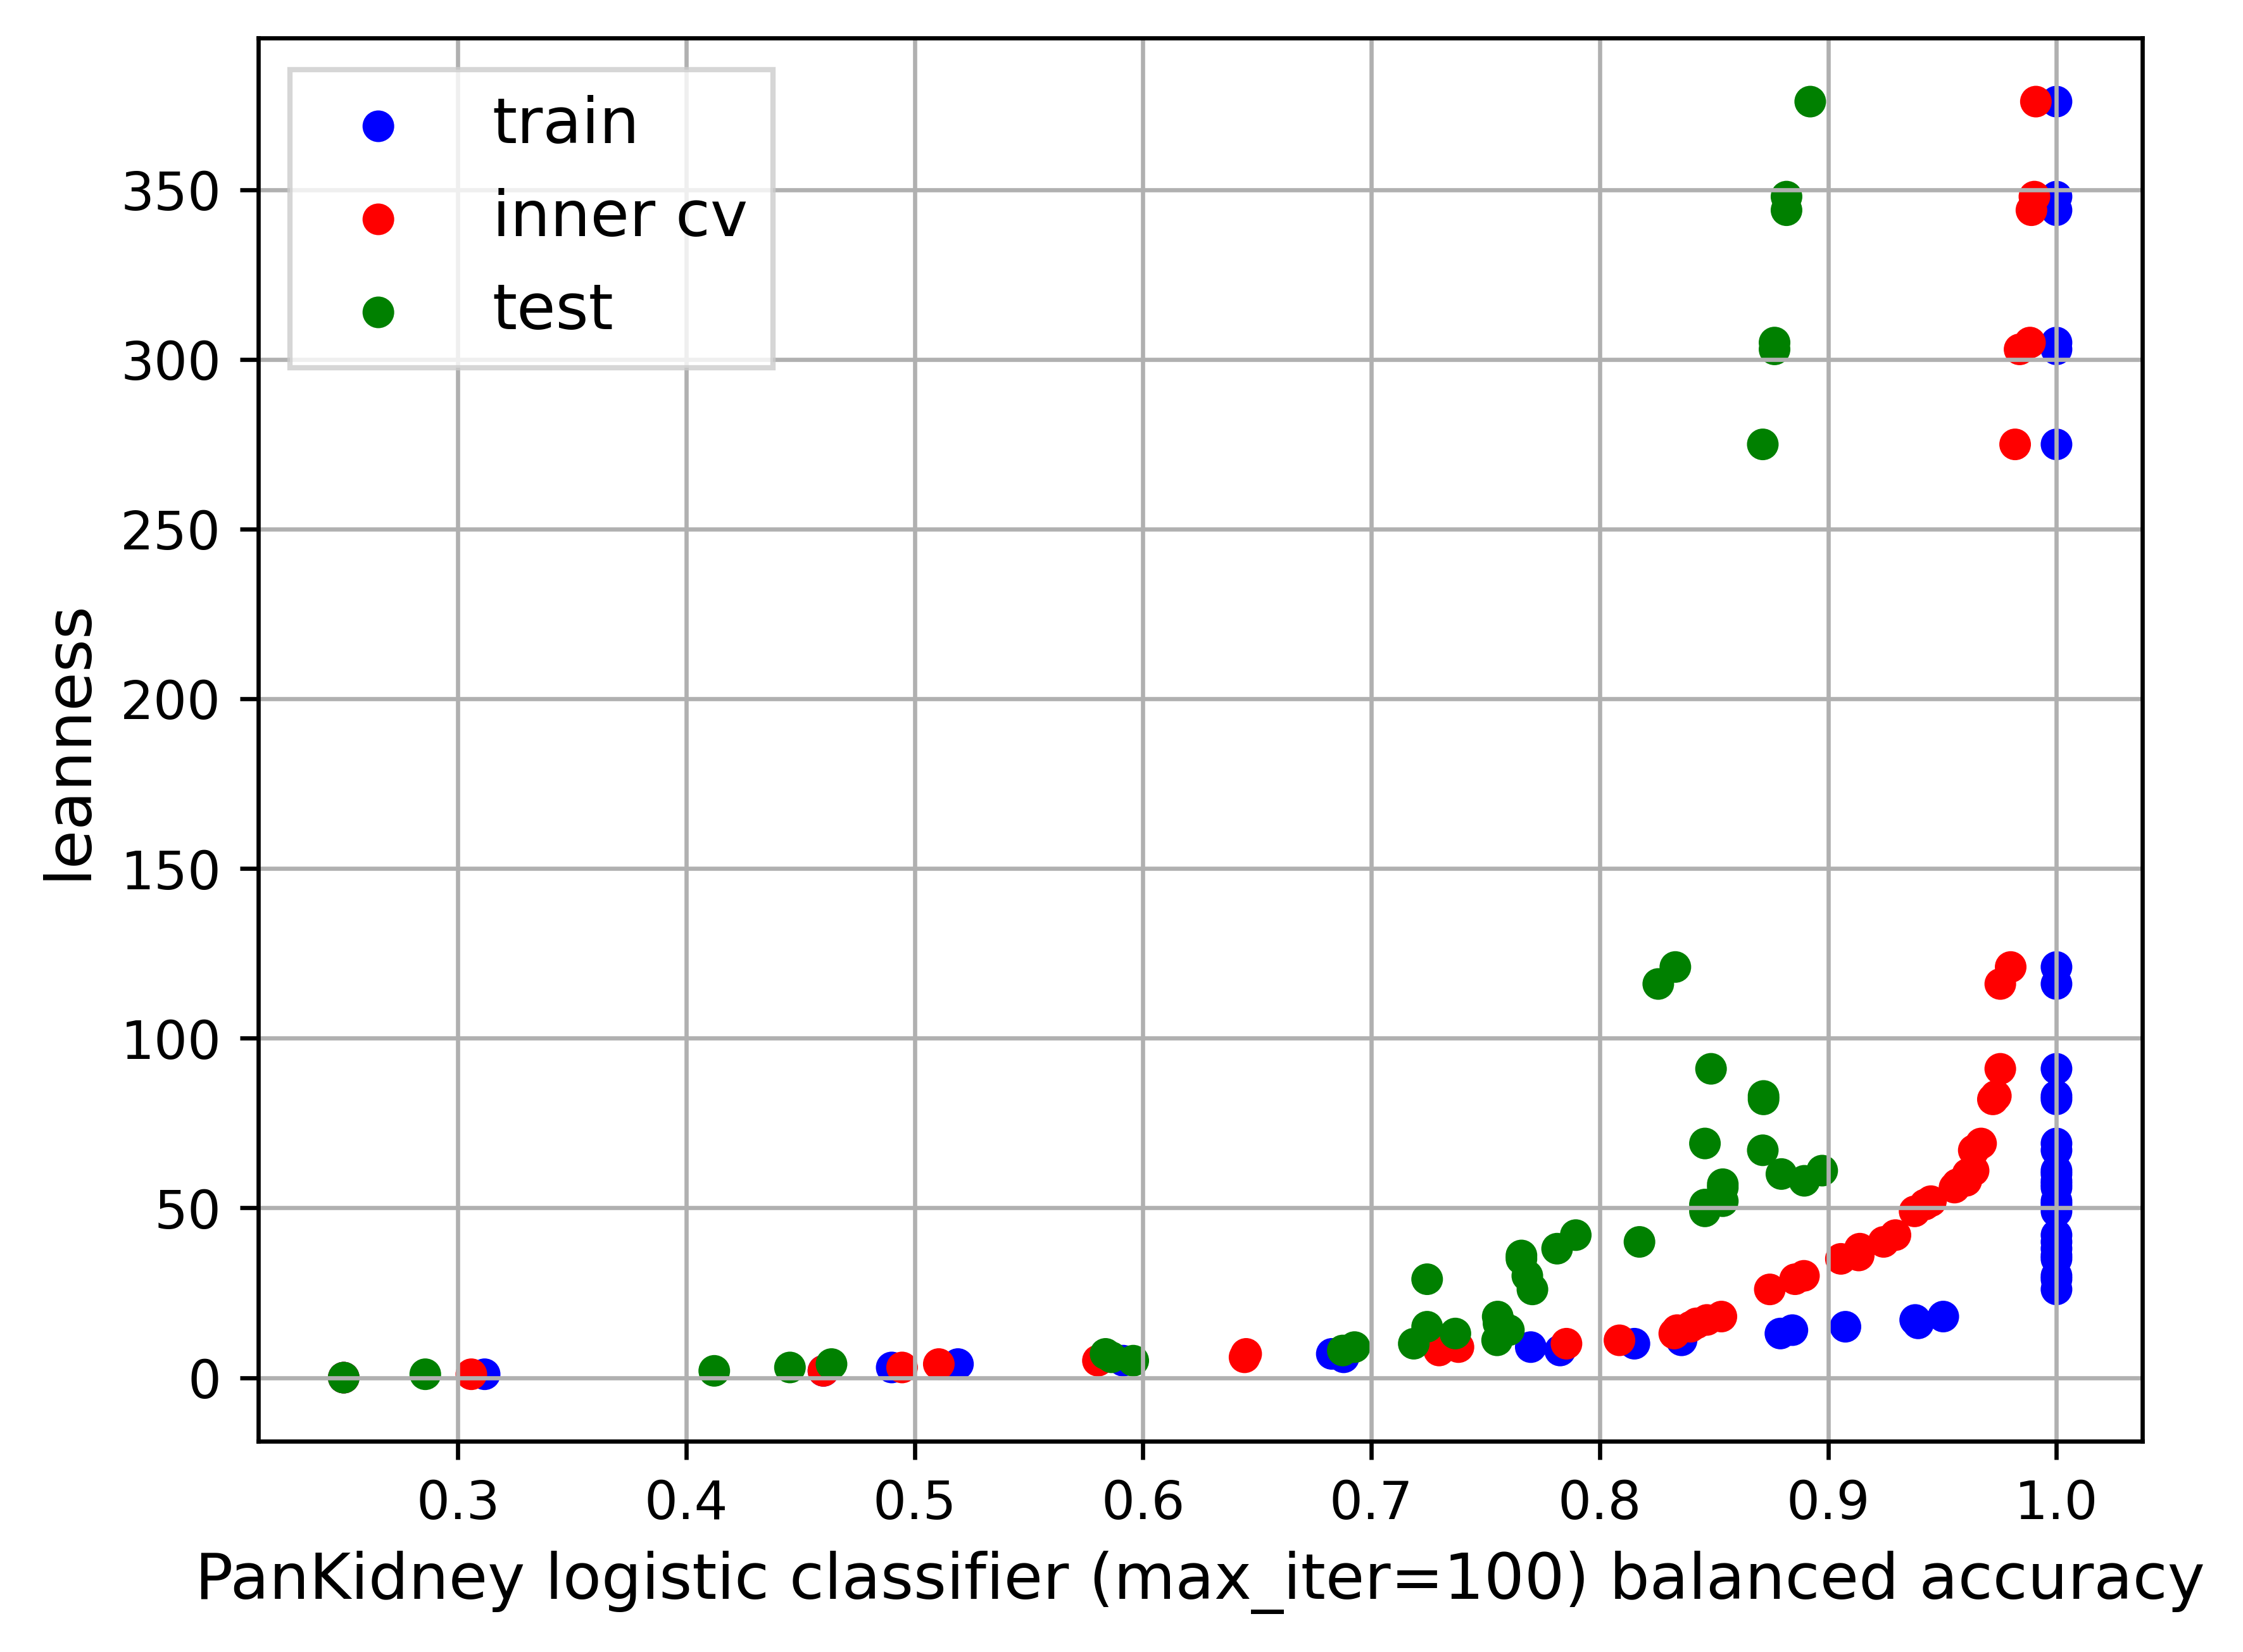 train
inner cv
test
350
300
250
200
150
100
50
0
leanness
0.3 0.4 0.5 0.6 0.7 0.8 0.9 1.0
PanKidney logistic classifier (max_iter=100) balanced accuracy